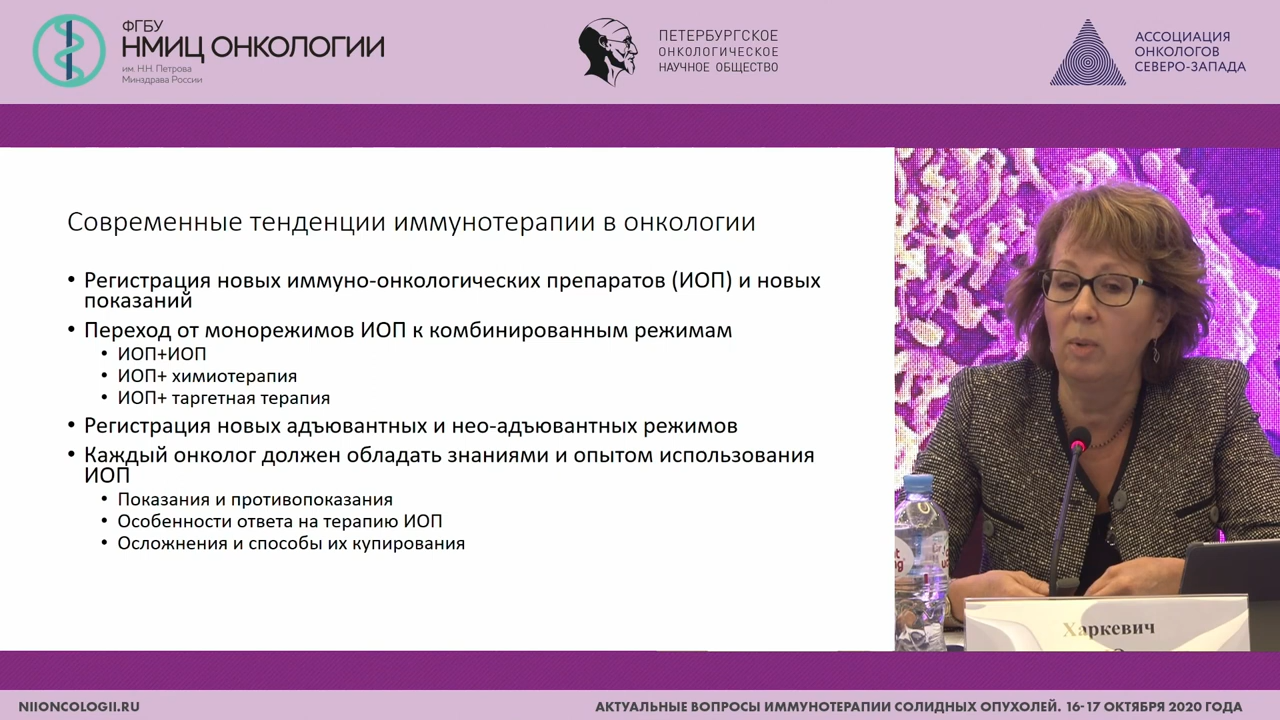 ФГБУ
НМИЦ ОНКОЛОГИИ
им. Н.Н. Петрова
Минздрава России
ПЕТЕРБУРГСКОЕ
ОНКОЛОГИЧЕСКОЕ
НАУЧНОЕ ОБЩЕСТВО
АССОЦИАЦИЯ
ОНКОЛОГОВ
СЕВЕРО-ЗАПАДА
Современные тенденции иммунотерапии в онкологии
• Регистрация новых иммуно-онкологических препаратов (ИОП) и новых
показаний
• Переход от монорежимов ИОП к комбинированным режимам
• ИОП+ИОП
• ИОП+ химиотерапия
• ИОП+ таргетная терапия
• Регистрация новых адъювантных и нео-адъювантных режимов
• Каждый онколог должен обладать знаниями и опытом использования
ИОП
• Показания и противопоказания
• Особенности ответа на терапию ИОП
• Осложнения и способы их купирования
Харкевич
NIIONCOLOGII.RU
АКТУАЛЬНЫЕ ВОПРОСЫ ИММУНОТЕРАПИИ СОЛИДНЫХ ОПУХОЛЕЙ. 16-17 ОКТЯБРЯ 2020 ГОДА